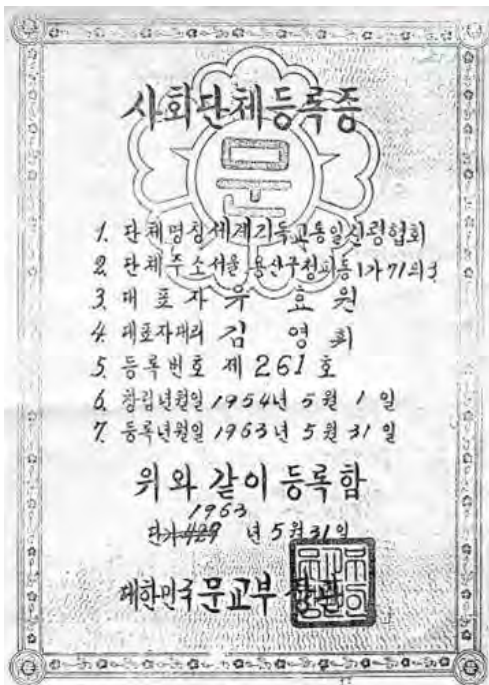 사회단체등록증
문
1. 단체명칭 세계기독교통일신령협회
2. 단체주소 서울 용산구 청파동 1가 71의 3
3. 대표자 유효원
4. 대표자대리 김영휘
5. 등록번호 제 261 호
6. 창립년월일 1954년 5월 1일
7. 등록년월일 1963년 5월 31일
위와 같이 등록함
1963
단기 429 년 5월 31일
대한민국 문교부 장관